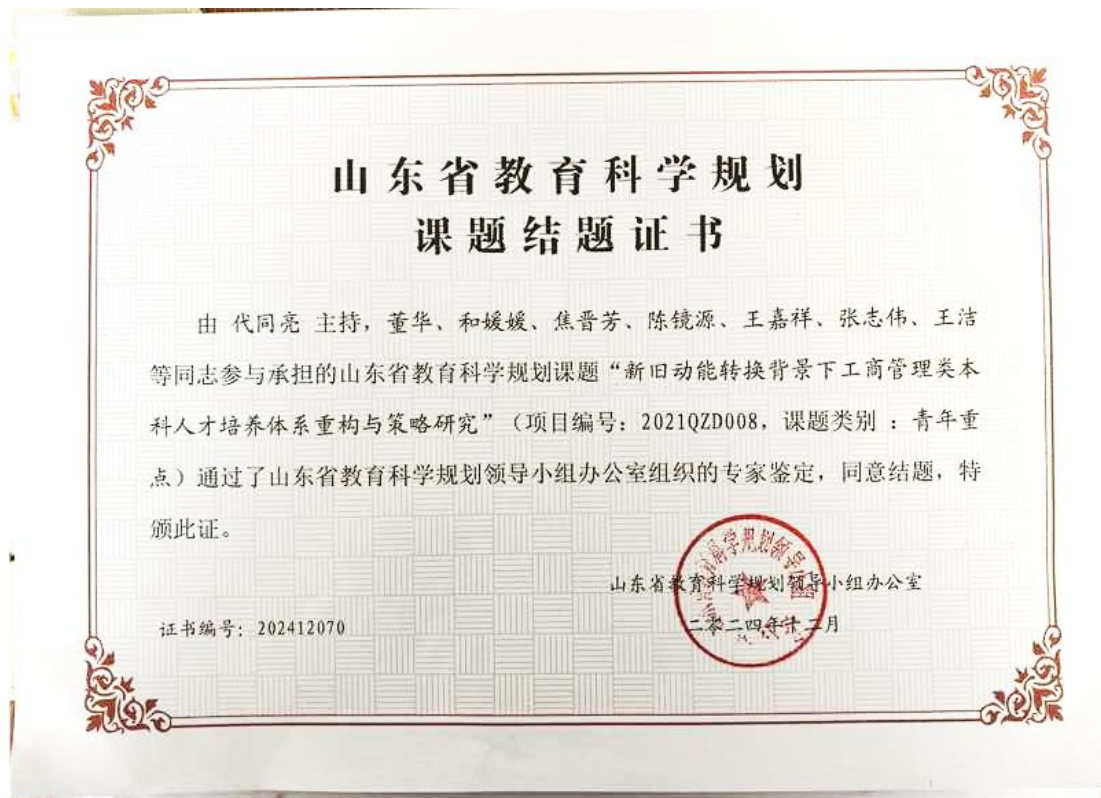 山东省教育科学规划
课题结题证书
由 代同亮 主持，董华、和媛媛、焦晋芳、陈镜源、王嘉祥、张志伟、王洁
等同志参与承担的山东省教育科学规划课题“新旧动能转换背景下工商管理类本
科人才培养体系重构与策略研究”（项目编号：2021QZD008，课题类别 ：青年重
点）通过了山东省教育科学规划领导小组办公室组织的专家鉴定，同意结题，特
颁此证。
山东省教育科学规划领导小组办公室
证书编号：202412070
二零二四年十二月